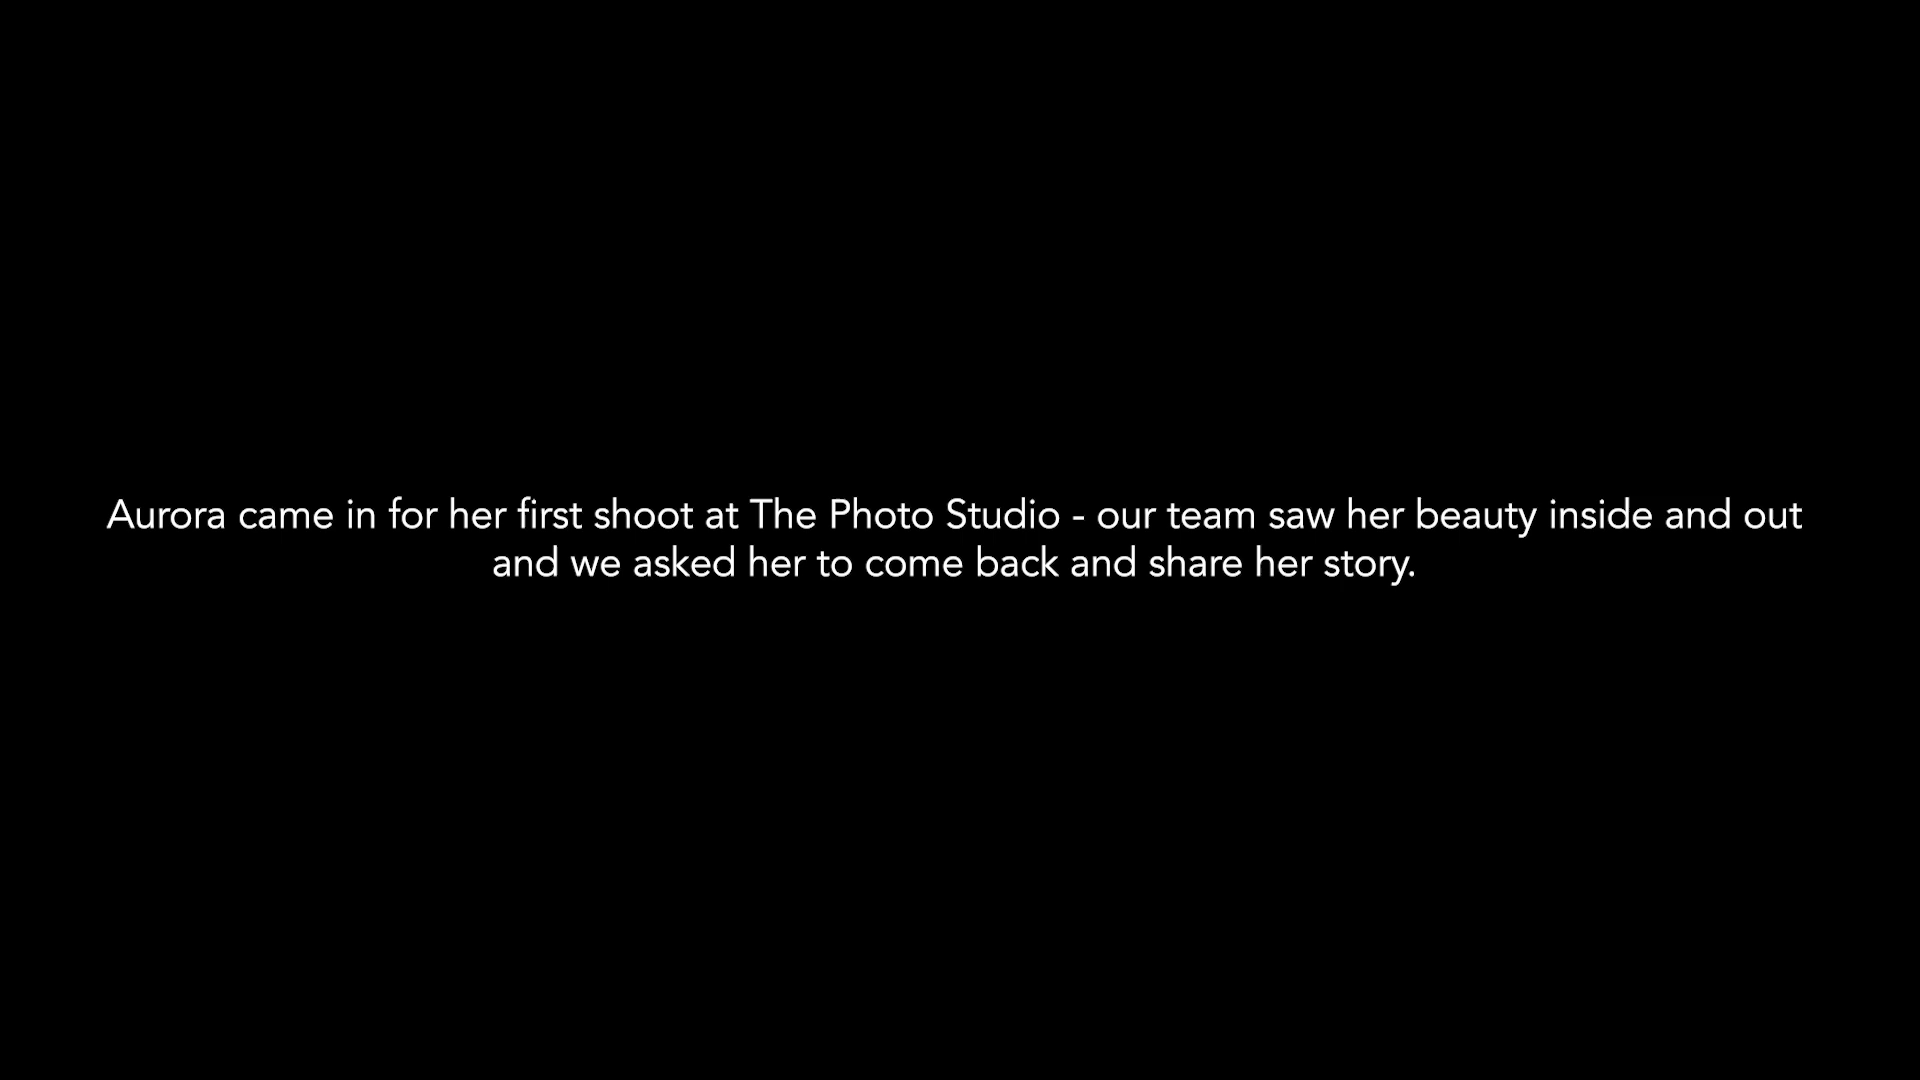 Aurora came in for her first shoot at The Photo Studio - our team saw her beauty inside and out
and we asked her to come back and share her story.